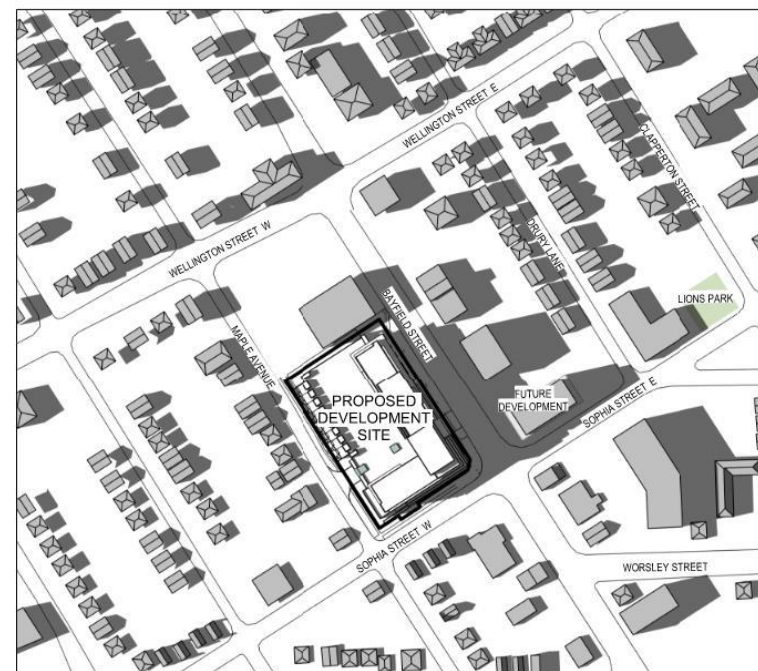 WELLINGTON STREET E
CLAPPERTON STREET
DRURY LANE
WELLINGTON STREET W
LIONS PARK
BAYFIELD STREET
MAPLE AVENUE
PROPOSED
DEVELOPMENT
SITE
FUTURE
DEVELOPMENT
SOPHIA STREET E
SOPHIA STREET W
WORSLEY STREET